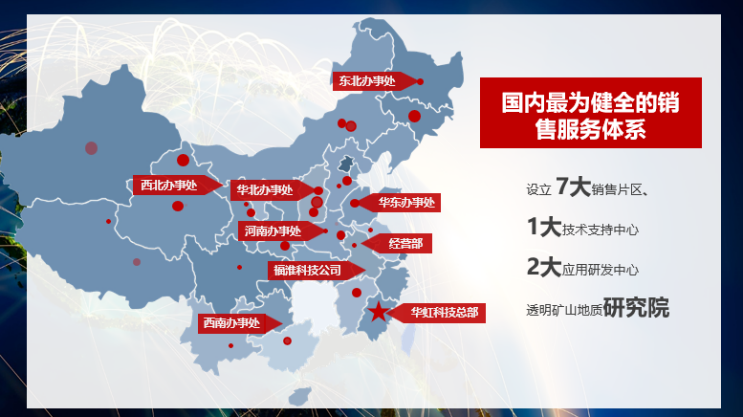 东北办事处
国内最为健全的销
售服务体系
西北办事处
华北办事处
设立 7大销售片区、
华东办事处
河南办事处
1大技术支持中心
经营部
福淮科技公司
2大应用研发中心
西南办事处
华虹科技总部
透明矿山地质研究院